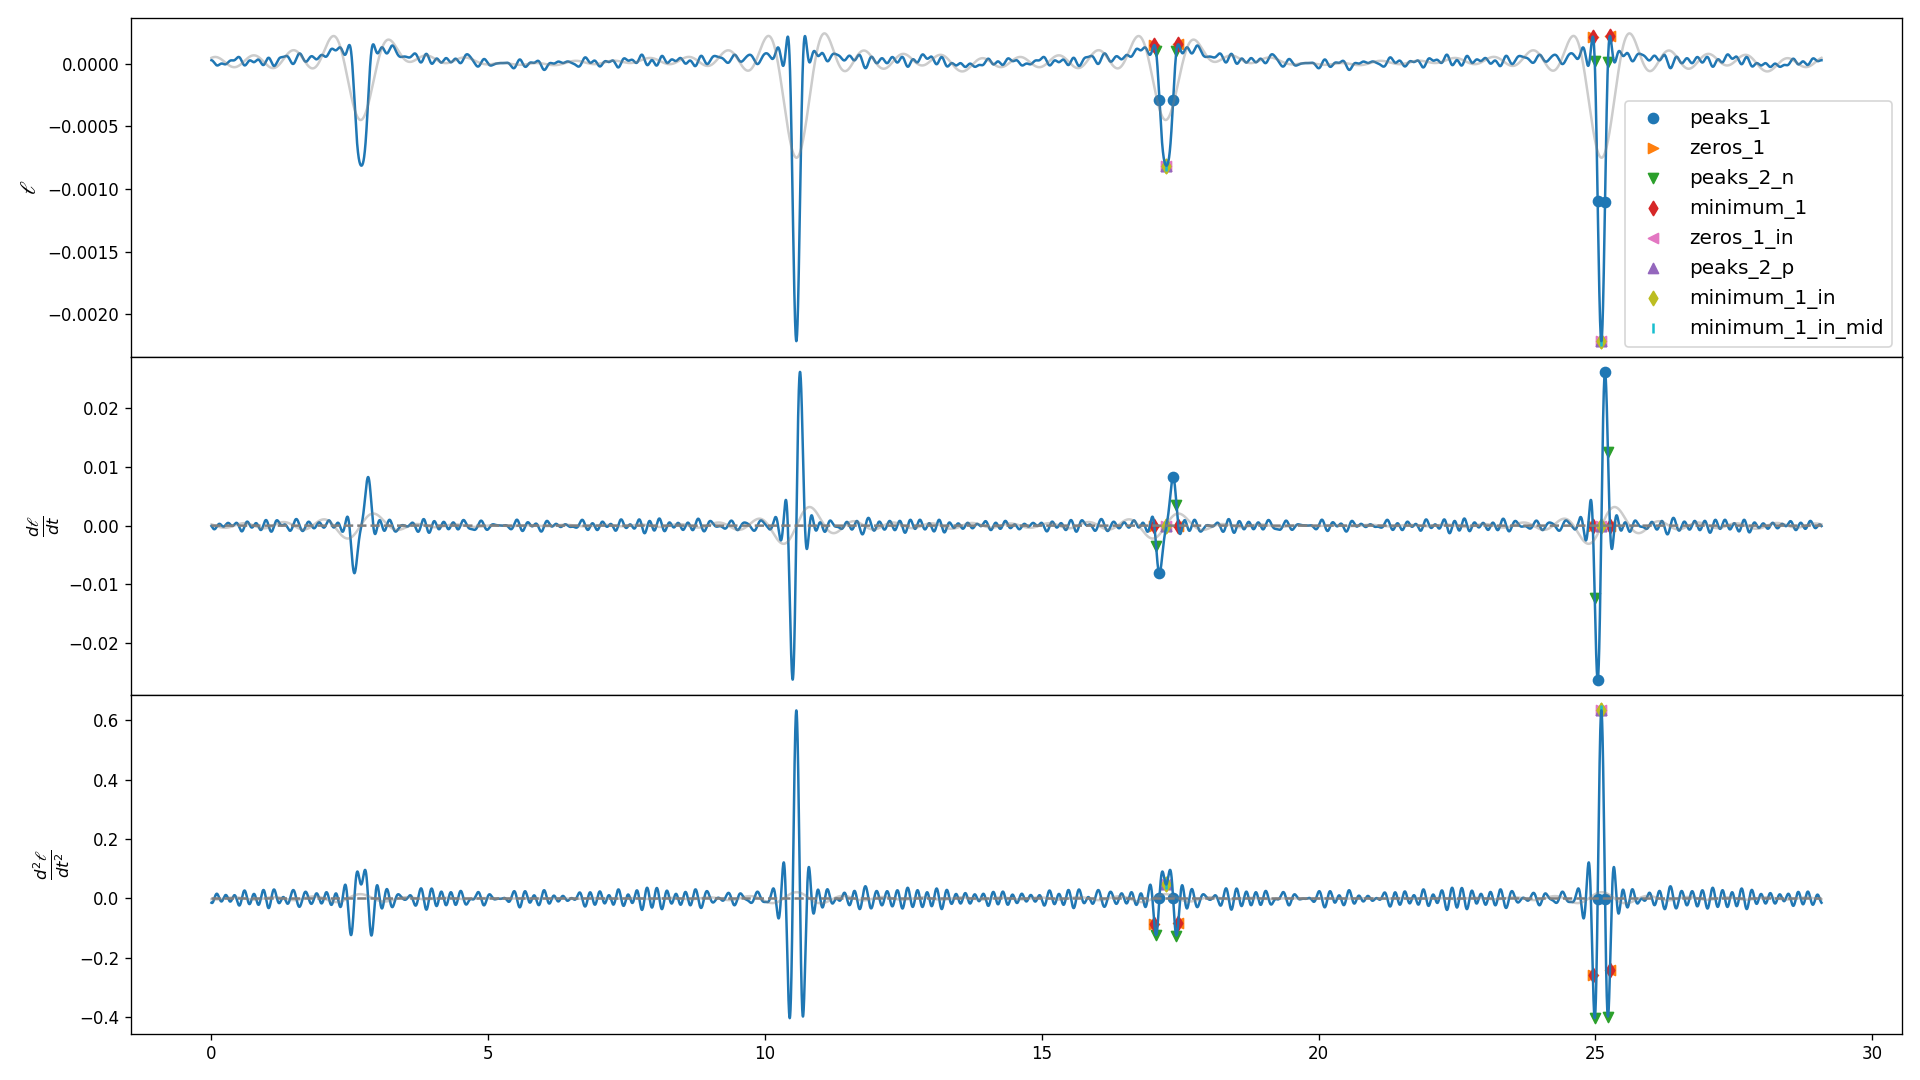 0.0000
−0.0005
−0.0010
−0.0015
−0.0020
ℓ
peaks_1
zeros_1
peaks_2_n
minimum_1
zeros_1_in
peaks_2_p
minimum_1_in
minimum_1_in_mid
0.02
0.01
0.00
−0.01
−0.02
dℓ
dt
0.6
0.4
0.2
0.0
−0.2
−0.4
d²ℓ
dt²
0 5 10 15 20 25 30